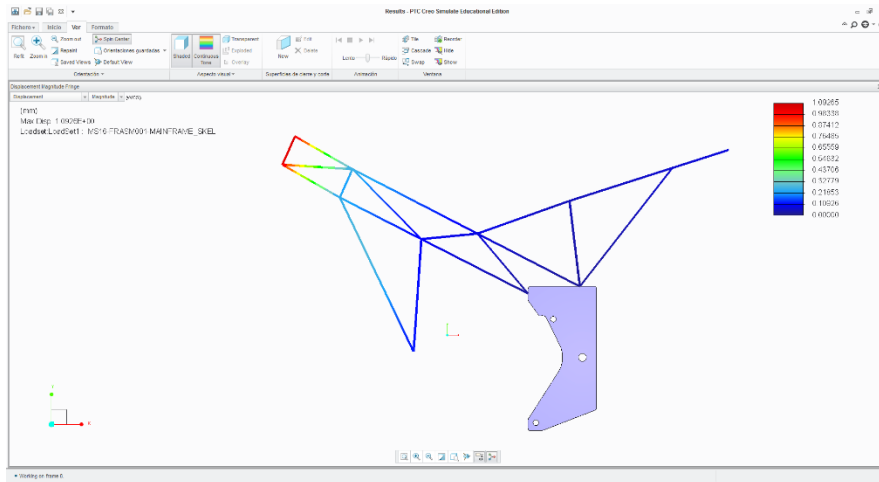 Results - PTC Creo Simulate Educational Edition
Fichero Inicio Ver Formato
Refit
Zoom In
Zoom out
Repaint
Saved Views
Spin Center
Orientaciones guardadas
Default View
Orientación
Shaded
Continuous Tone
Transparent
Exploded
Overlay
Aspecto visual
New
Edit
Delete
Superficies de cierre y corte
Lento Rápido
Animación
Tile
Cascade
Swap
Reorder
Hide
Show
Ventana
Displacement Magnitude Fringe
Displacement Magnitude
(mm)
Max Disp 1.0926E+00
Loadset:LoadSet1 : MS16-FRASM001-MAINFRAME_SKEL
1.09265
0.98338
0.87412
0.76485
0.65559
0.54632
0.43706
0.32779
0.21853
0.10926
0.00000
Y
X
Working on frame 0.